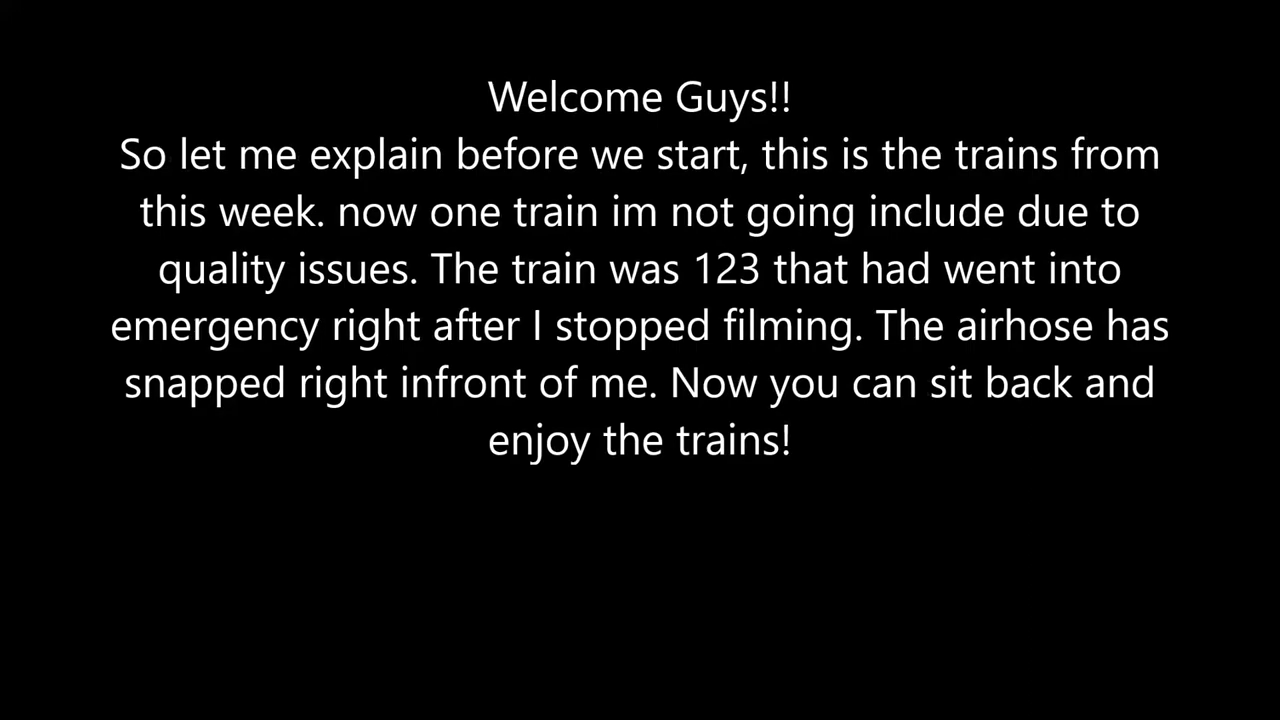 Welcome Guys!!
So let me explain before we start, this is the trains from
this week. now one train im not going include due to
quality issues. The train was 123 that had went into
emergency right after I stopped filming. The airhose has
snapped right infront of me. Now you can sit back and
enjoy the trains!